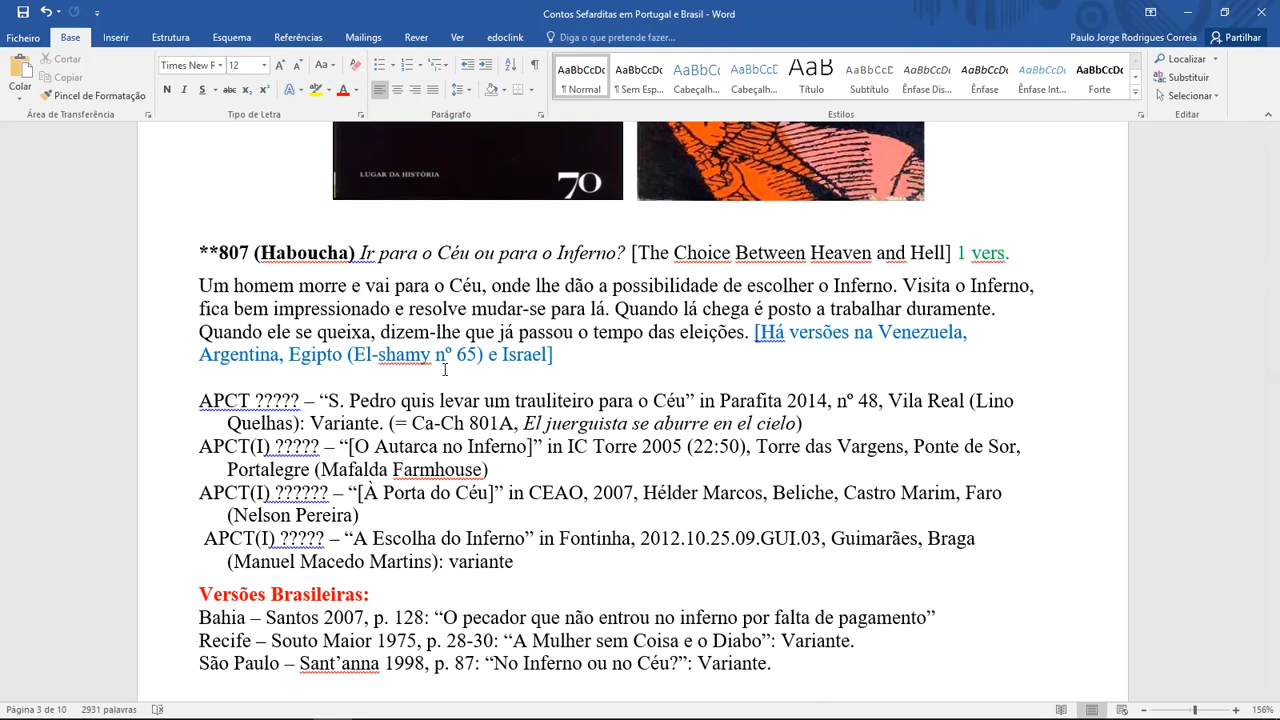 Contos Sefarditas em Portugal e Brasil - Word
Ficheiro Base Inserir Estrutura Esquema Referências Mailings Rever Ver edoclink Diga o que pretende fazer... Paulo Jorge Rodrigues Correia Partilhar
Colar
Cortar
Copiar
Pincel de Formatação
Área de Transferência
Times New R 12
N I S abc x₂ x²
Tipo de Letra
Parágrafo
AaBbCcDc AaBbCcDc AaBbCcDc AaBbCcDc AaB AaBbCcDc AaBbCcDc AaBbCcDc AaBbCcDc AaBbCcDc
¶ Normal ¶ Sem Esp... Cabeçalh... Cabeçalh... Título Subtítulo Ênfase Dis... Ênfase Ênfase Int... Forte
Estilos
Localizar
Substituir
Selecionar
Editar
LUGAR DA HISTÓRIA 70
**807 (Haboucha) Ir para o Céu ou para o Inferno? [The Choice Between Heaven and Hell] 1 vers.
Um homem morre e vai para o Céu, onde lhe dão a possibilidade de escolher o Inferno. Visita o Inferno,
fica bem impressionado e resolve mudar-se para lá. Quando lá chega é posto a trabalhar duramente.
Quando ele se queixa, dizem-lhe que já passou o tempo das eleições. [Há versões na Venezuela,
Argentina, Egipto (El-shamy nº 65) e Israel]
APCT ????? – “S. Pedro quis levar um trauliteiro para o Céu” in Parafita 2014, nº 48, Vila Real (Lino
Quelhas): Variante. (= Ca-Ch 801A, El juerguista se aburre en el cielo)
APCT(I) ????? – “[O Autarca no Inferno]” in IC Torre 2005 (22:50), Torre das Vargens, Ponte de Sor,
Portalegre (Mafalda Farmhouse)
APCT(I) ?????? – “[À Porta do Céu]” in CEAO, 2007, Hélder Marcos, Beliche, Castro Marim, Faro
(Nelson Pereira)
APCT(I) ????? – “A Escolha do Inferno” in Fontinha, 2012.10.25.09.GUI.03, Guimarães, Braga
(Manuel Macedo Martins): variante
Versões Brasileiras:
Bahia – Santos 2007, p. 128: “O pecador que não entrou no inferno por falta de pagamento”
Recife – Souto Maior 1975, p. 28-30: “A Mulher sem Coisa e o Diabo”: Variante.
São Paulo – Sant’anna 1998, p. 87: “No Inferno ou no Céu?”: Variante.
Página 3 de 10 2931 palavras 156%